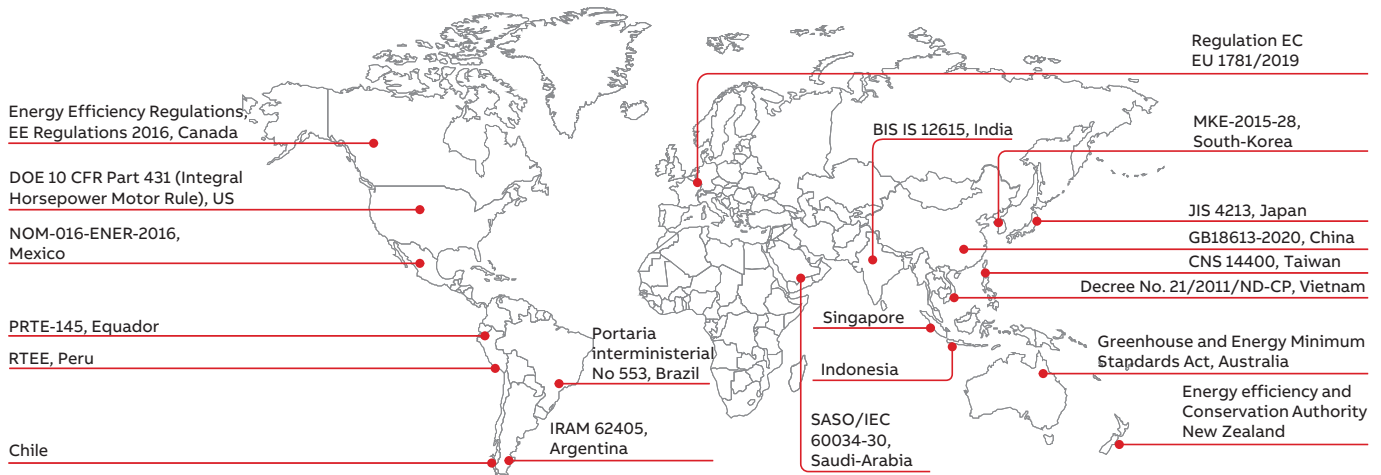 Energy Efficiency Regulations,
EE Regulations 2016, Canada
DOE 10 CFR Part 431 (Integral
Horsepower Motor Rule), US
NOM-016-ENER-2016,
Mexico
PRTE-145, Equador
RTEE, Peru
Chile
Portaria
interministerial
No 553, Brazil
IRAM 62405,
Argentina
Regulation EC
EU 1781/2019
BIS IS 12615, India
MKE-2015-28,
South-Korea
JIS 4213, Japan
GB18613-2020, China
CNS 14400, Taiwan
Decree No. 21/2011/ND-CP, Vietnam
Singapore
Indonesia
SASO/IEC
60034-30,
Saudi-Arabia
Greenhouse and Energy Minimum
Standards Act, Australia
Energy efficiency and
Conservation Authority
New Zealand